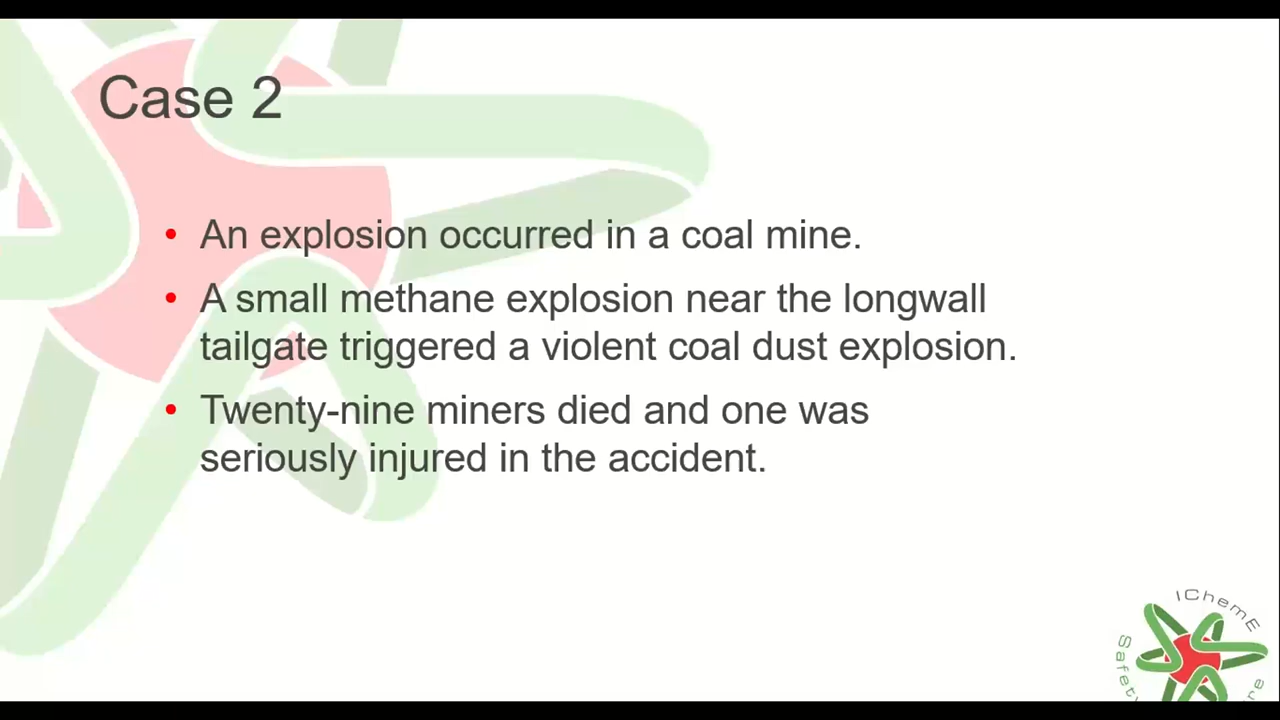 Case 2
• An explosion occurred in a coal mine.
• A small methane explosion near the longwall
tailgate triggered a violent coal dust explosion.
• Twenty-nine miners died and one was
seriously injured in the accident.
IChemE